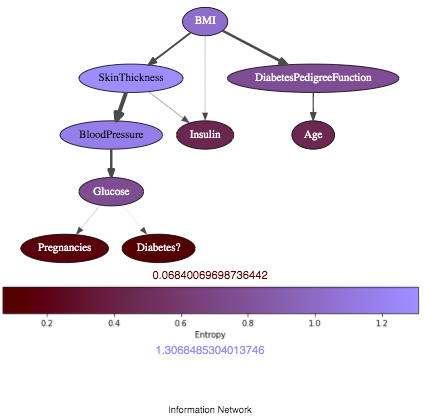 BMI
SkinThickness
DiabetesPedigreeFunction
BloodPressure
Insulin
Age
Glucose
Pregnancies
Diabetes?
0.06840069698736442
0.2 0.4 0.6 0.8 1.0 1.2
Entropy
1.3068485304013746
Information Network